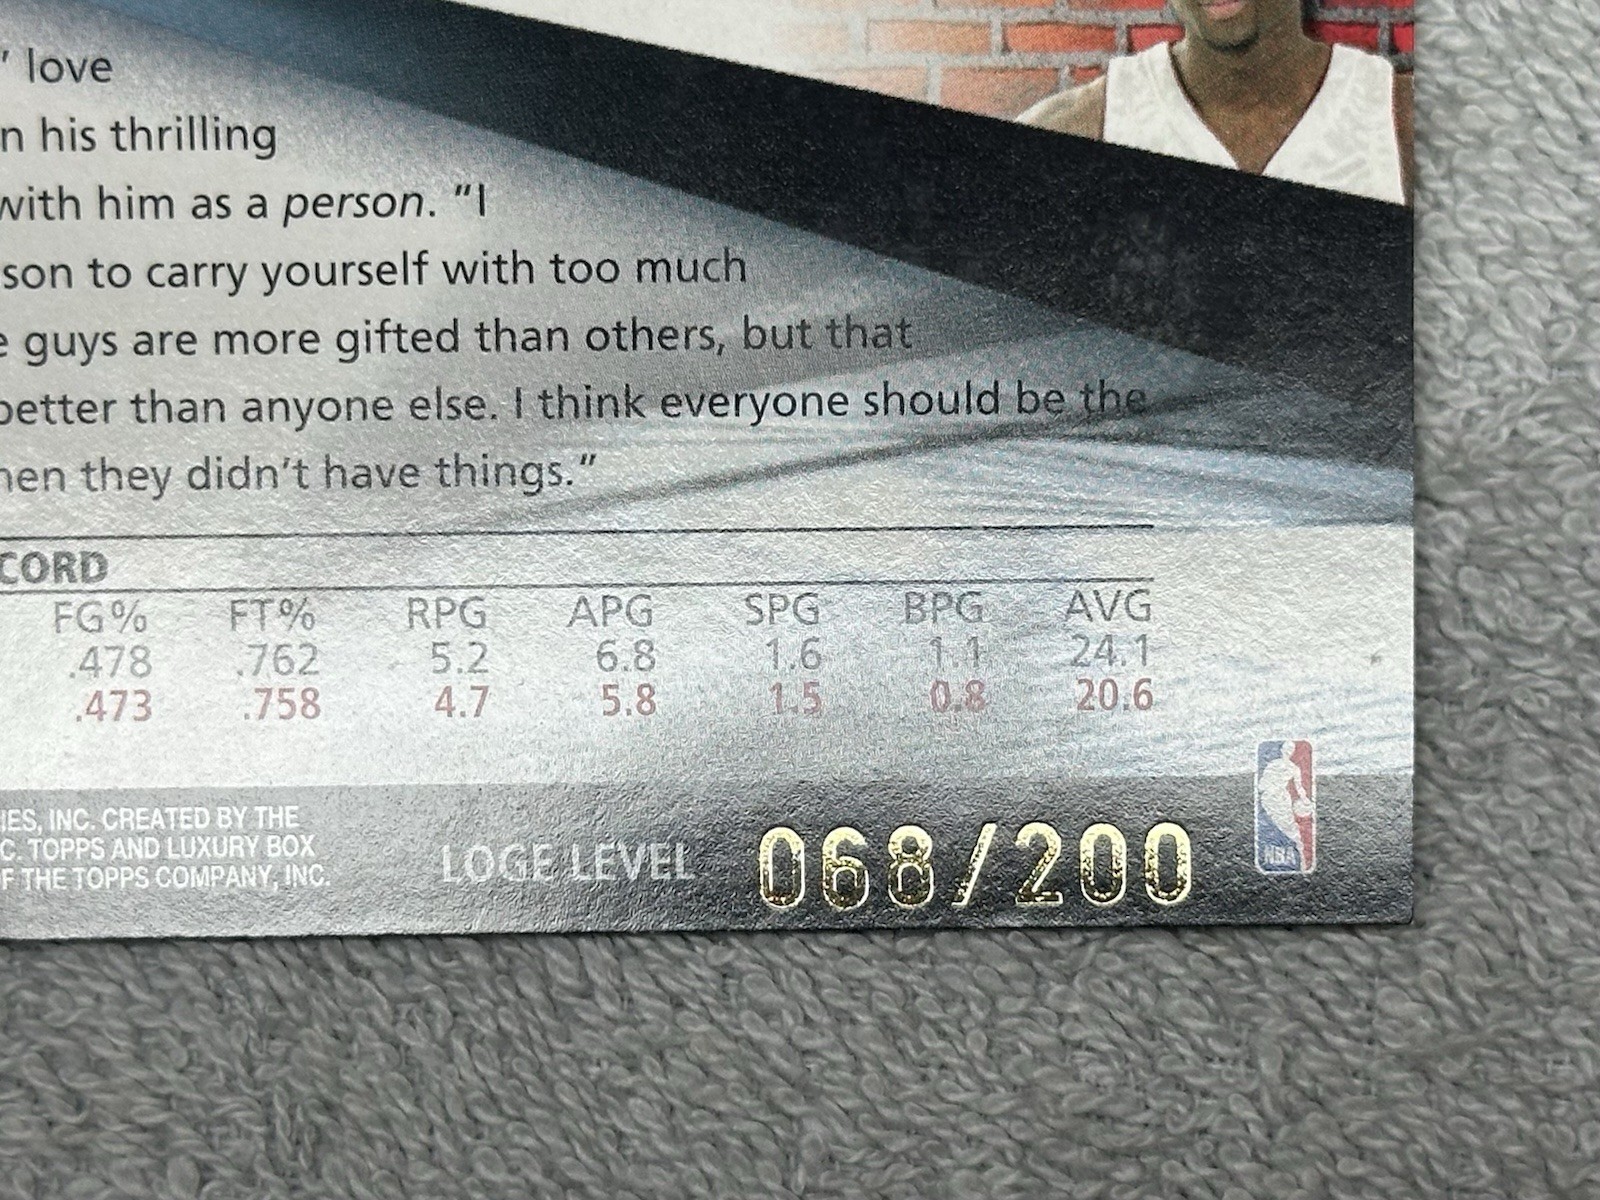 " love
n his thrilling
with him as a person. "I
son to carry yourself with too much
e guys are more gifted than others, but that
better than anyone else. I think everyone should be the
hen they didn't have things."
CORD
FG% FT% RPG APG SPG BPG AVG
.478 .762 5.2 6.8 1.6 1.1 24.1
.473 .758 4.7 5.8 1.5 0.8 20.6
IES, INC. CREATED BY THE
C. TOPPS AND LUXURY BOX
F THE TOPPS COMPANY, INC.
LOGE LEVEL 068/200
NBA